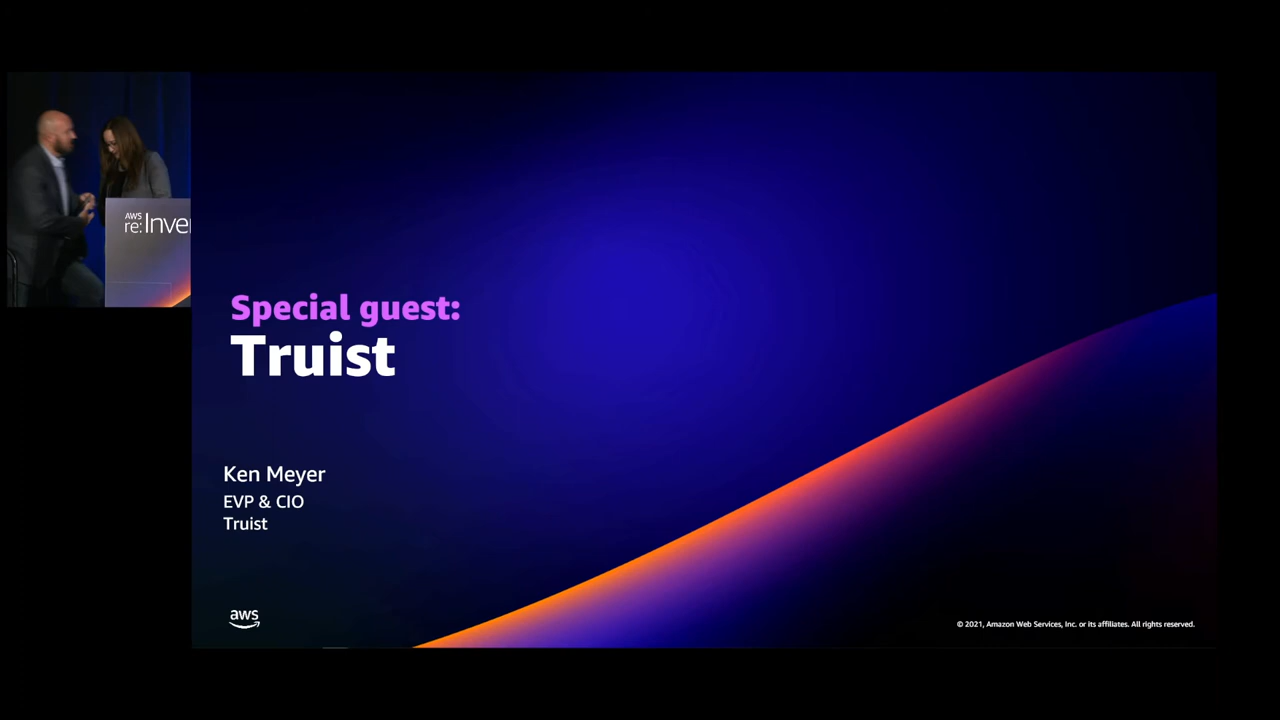 AWS
re:Inve
Special guest:
Truist
Ken Meyer
EVP & CIO
Truist
aws
© 2021, Amazon Web Services, Inc. or its affiliates. All rights reserved.